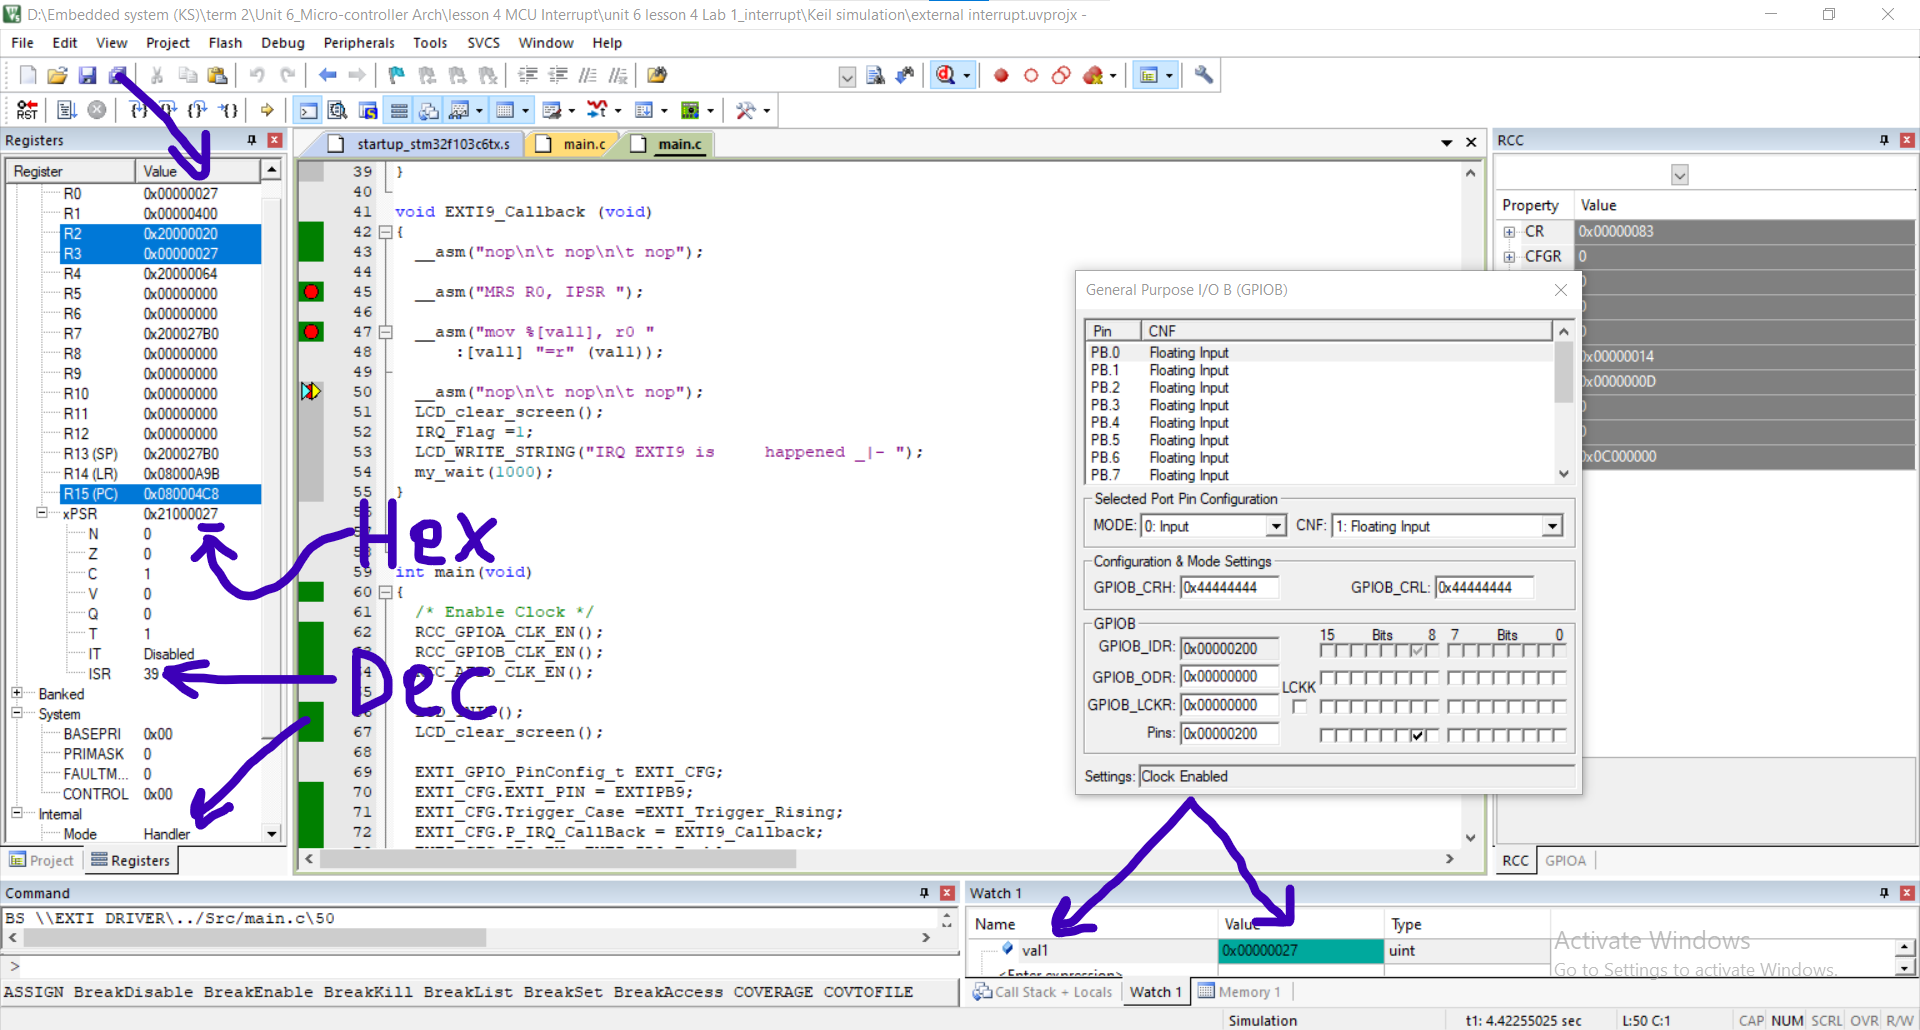 D:\Embedded system (KS)\term 2\Unit 6_Micro-controller Arch\lesson 4 MCU Interrupt\unit 6 lesson 4 Lab 1_interrupt\Keil simulation\external interrupt.uvprojx -
File Edit View Project Flash Debug Peripherals Tools SVCS Window Help
RST
Registers
Register Value
R0 0x00000027
R1 0x00000400
R2 0x20000020
R3 0x00000027
R4 0x20000064
R5 0x00000000
R6 0x00000000
R7 0x200027B0
R8 0x00000000
R9 0x00000000
R10 0x00000000
R11 0x00000000
R12 0x00000000
R13 (SP) 0x200027B0
R14 (LR) 0x08000A9B
R15 (PC) 0x080004C8
xPSR 0x21000027
N 0
Z 0
C 1
V 0
Q 0
T 1
IT Disabled
ISR 39
Banked
System
BASEPRI 0x00
PRIMASK 0
FAULTM... 0
CONTROL 0x00
Internal
Mode Handler
Project Registers
startup_stm32f103c6tx.s main.c main.c
39 }
40
41 void EXTI9_Callback (void)
42 {
43 __asm("nop\n\t nop\n\t nop");
44
45 __asm("MRS R0, IPSR ");
46
47 __asm("mov %[val1], r0 "
48 :[val1] "=r" (val1));
49
50 __asm("nop\n\t nop\n\t nop");
51 LCD_clear_screen();
52 IRQ_Flag =1;
53 LCD_WRITE_STRING("IRQ EXTI9 is happened _|- ");
54 my_wait(1000);
55 }
Hex
59 int main(void)
60 {
61 /* Enable Clock */
62 RCC_GPIOA_CLK_EN();
RCC_GPIOB_CLK_EN();
_CLK_EN();
Dec
67 LCD_clear_screen();
68
69 EXTI_GPIO_PinConfig_t EXTI_CFG;
70 EXTI_CFG.EXTI_PIN = EXTIPB9;
71 EXTI_CFG.Trigger_Case =EXTI_Trigger_Rising;
72 EXTI_CFG.P_IRQ_CallBack = EXTI9_Callback;
RCC
Property Value
CR 0x00000083
CFGR 0
0
0
0
0x00000014
0x0000000D
0
0
0x0C000000
RCC GPIOA
General Purpose I/O B (GPIOB)
Pin CNF
PB.0 Floating Input
PB.1 Floating Input
PB.2 Floating Input
PB.3 Floating Input
PB.4 Floating Input
PB.5 Floating Input
PB.6 Floating Input
PB.7 Floating Input
Selected Port Pin Configuration
MODE: 0: Input CNF: 1: Floating Input
Configuration & Mode Settings
GPIOB_CRH: 0x44444444 GPIOB_CRL: 0x44444444
GPIOB
15 Bits 8 7 Bits 0
GPIOB_IDR: 0x00000200
GPIOB_ODR: 0x00000000
LCKK
GPIOB_LCKR: 0x00000000
Pins: 0x00000200
Settings: Clock Enabled
Command
BS \\EXTI DRIVER\../Src/main.c\50
>
ASSIGN BreakDisable BreakEnable BreakKill BreakList BreakSet BreakAccess COVERAGE COVTOFILE
Watch 1
Name Value Type
val1 0x00000027 uint
<Enter expression>
Call Stack + Locals Watch 1 Memory 1
Activate Windows
Go to Settings to activate Windows.
Simulation t1: 4.42255025 sec L:50 C:1 CAP NUM SCRL OVR R/W